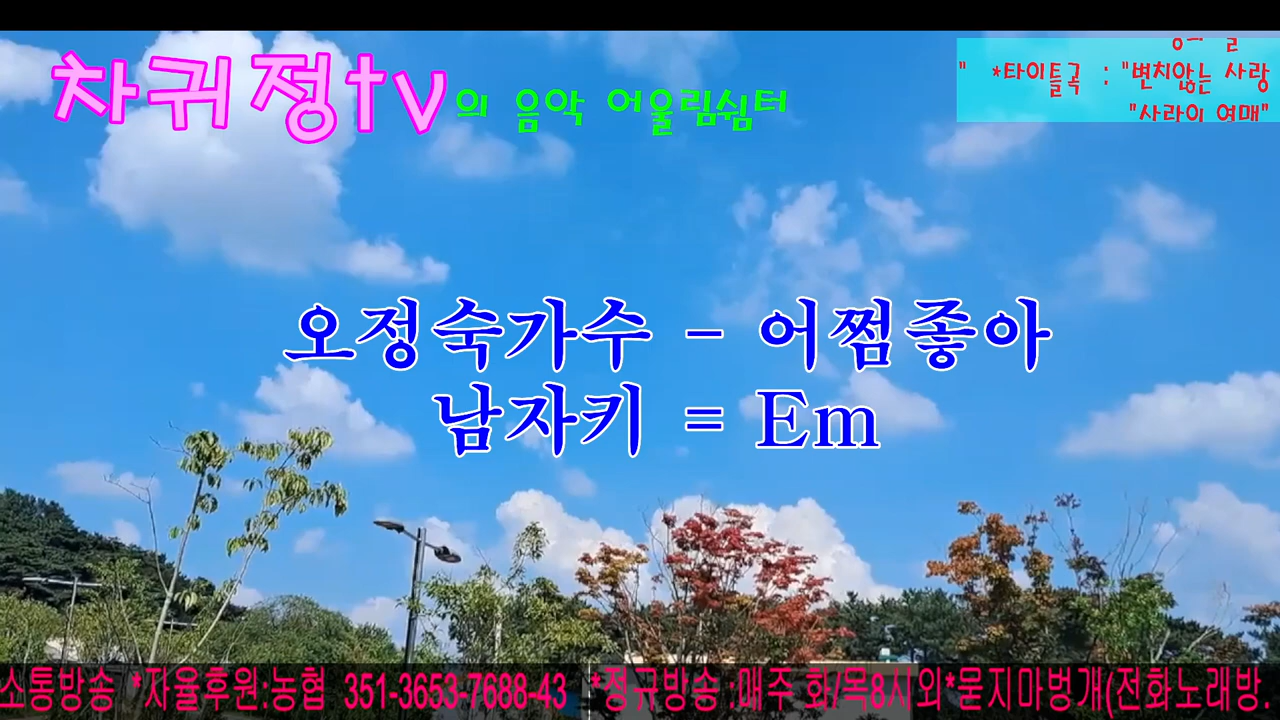 차귀정tv의 음악 어울림쉼터
" *타이틀곡 : "변치않는 사랑
"사라이 여매"
오정숙가수 - 어쩜좋아
남자키 = Em
소통방송 *자율후원:농협 351-3653-7688-43 *정규방송 :매주 화/목8시외*묻지마벙개(전화노래방.